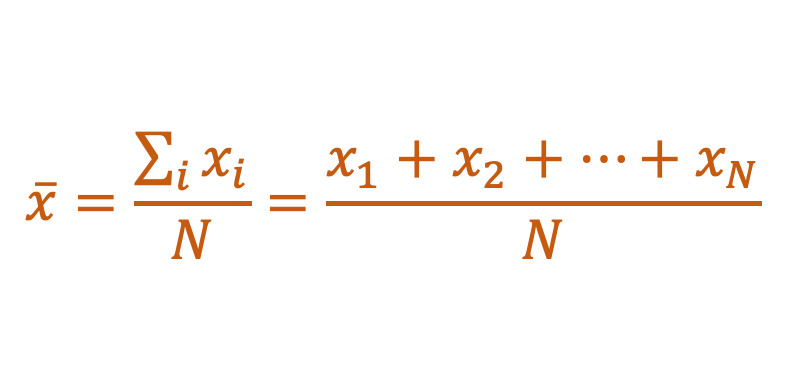 x̄ = ∑ᵢ xᵢ / N = x₁ + x₂ + ⋯ + x_N / N